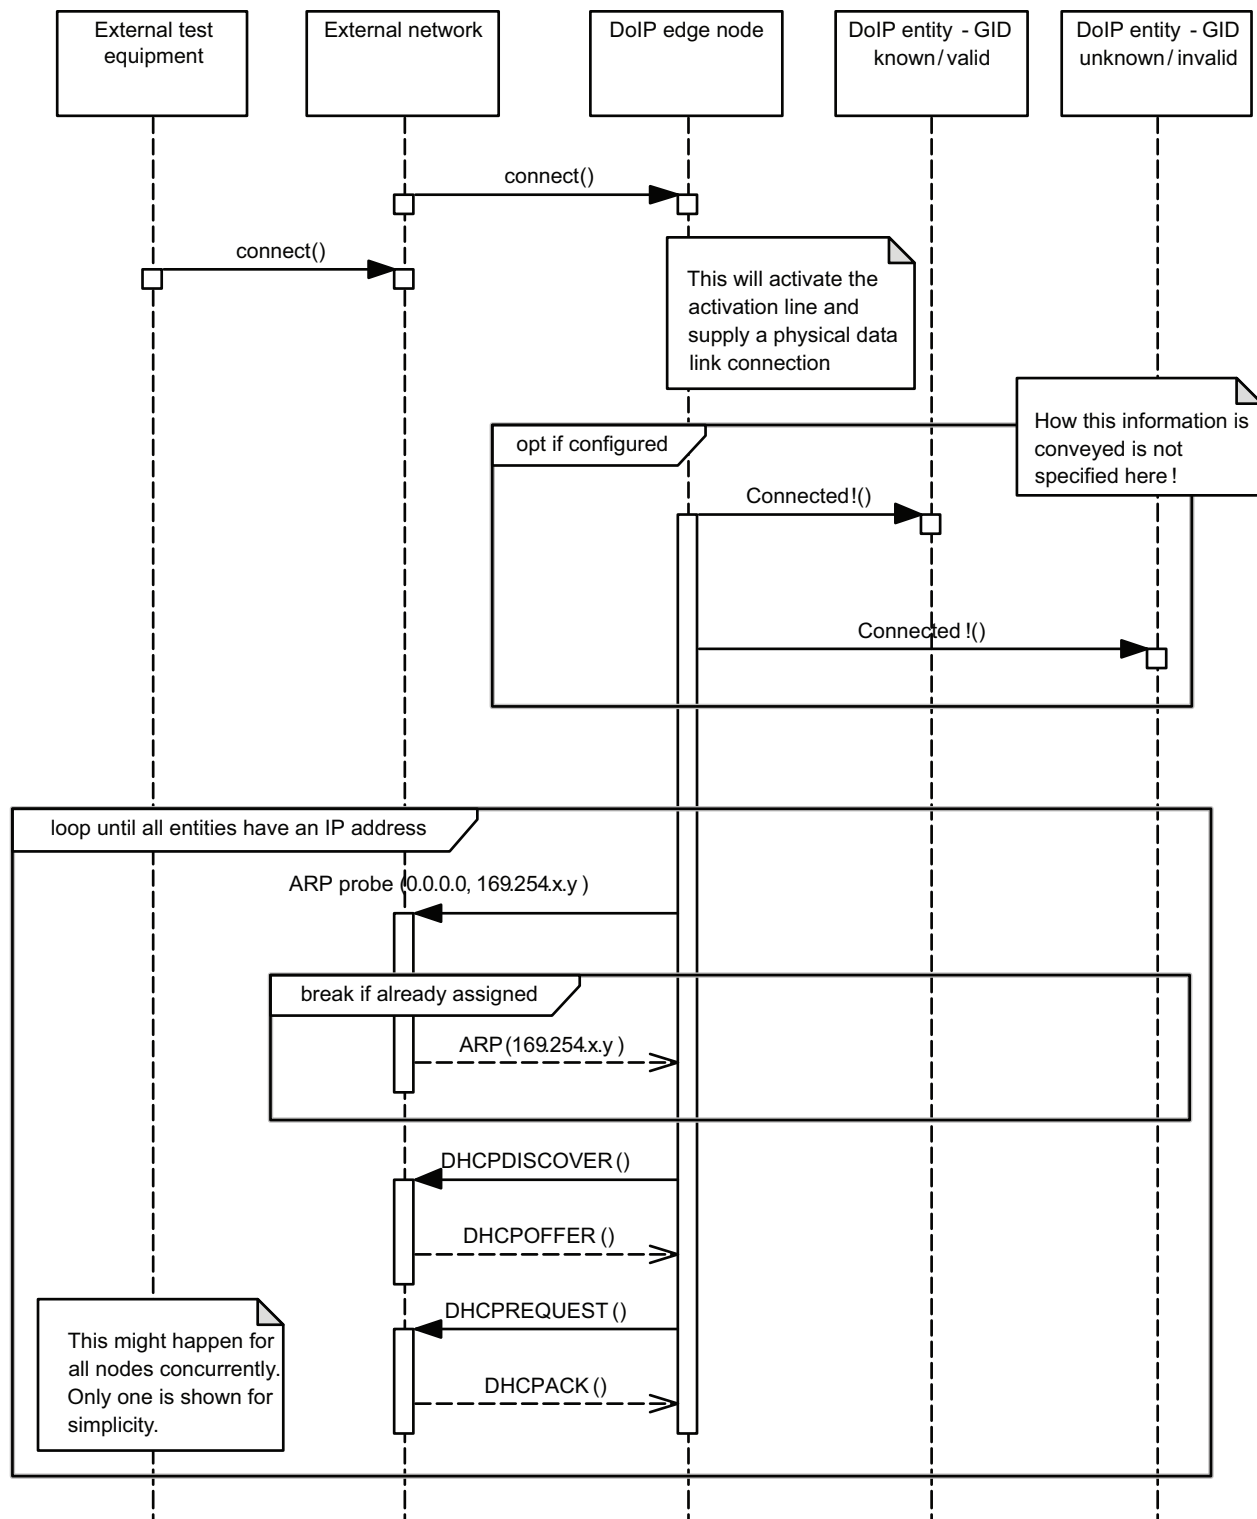 External test
equipment
External network
DoIP edge node
DoIP entity - GID
known/valid
DoIP entity - GID
unknown/invalid
connect()
connect()
This will activate the
activation line and
supply a physical data
link connection
How this information is
conveyed is not
specified here!
opt if configured
Connected!()
Connected!()
loop until all entities have an IP address
ARP probe (0.0.0.0, 169.254.x.y )
break if already assigned
ARP(169.254.x.y )
DHCPDISCOVER()
DHCPOFFER()
DHCPREQUEST()
DHCPACK()
This might happen for
all nodes concurrently.
Only one is shown for
simplicity.